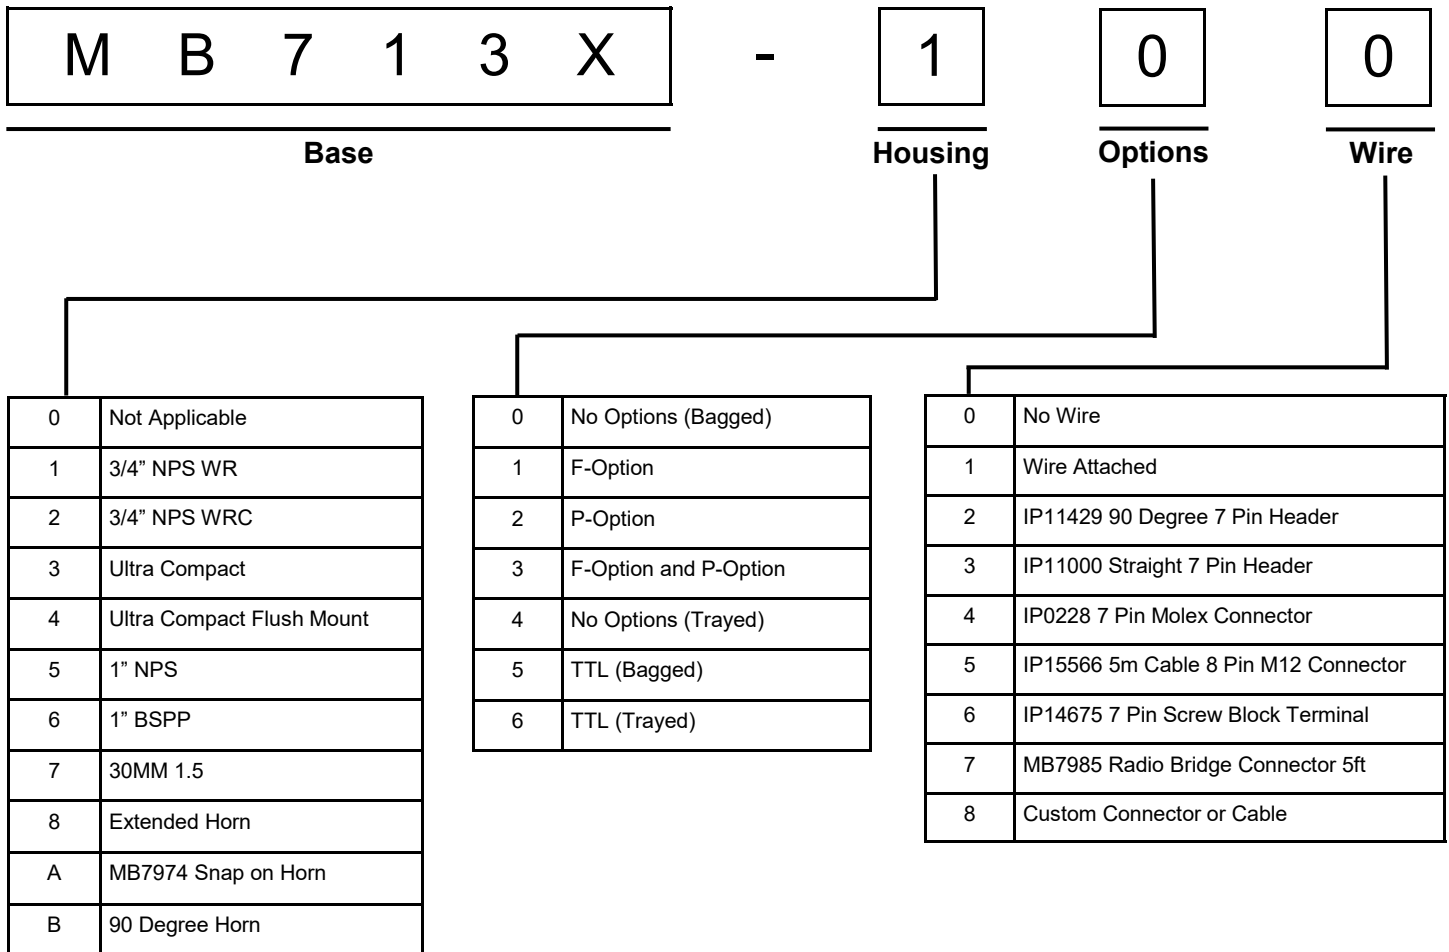 M B 7 1 3 X - 1 0 0
Base Housing Options Wire
0 Not Applicable
1 3/4” NPS WR
2 3/4” NPS WRC
3 Ultra Compact
4 Ultra Compact Flush Mount
5 1” NPS
6 1” BSPP
7 30MM 1.5
8 Extended Horn
A MB7974 Snap on Horn
B 90 Degree Horn
0 No Options (Bagged)
1 F-Option
2 P-Option
3 F-Option and P-Option
4 No Options (Trayed)
5 TTL (Bagged)
6 TTL (Trayed)
0 No Wire
1 Wire Attached
2 IP11429 90 Degree 7 Pin Header
3 IP11000 Straight 7 Pin Header
4 IP0228 7 Pin Molex Connector
5 IP15566 5m Cable 8 Pin M12 Connector
6 IP14675 7 Pin Screw Block Terminal
7 MB7985 Radio Bridge Connector 5ft
8 Custom Connector or Cable